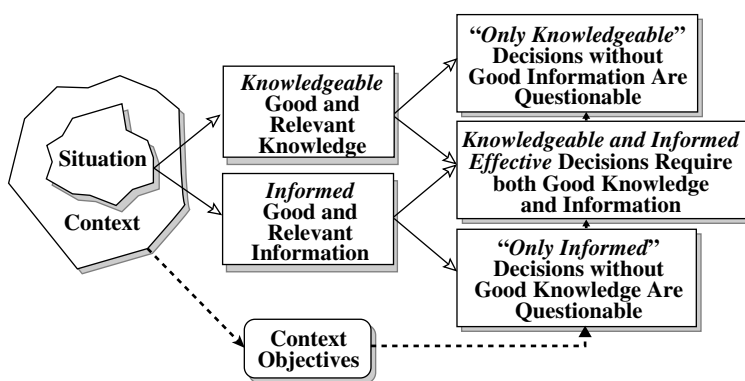 Situation
Context
Knowledgeable
Good and
Relevant
Knowledge
Informed
Good and
Relevant
Information
“Only Knowledgeable”
Decisions without
Good Information Are
Questionable
Knowledgeable and Informed
Effective Decisions Require
both Good Knowledge
and Information
“Only Informed”
Decisions without
Good Knowledge Are
Questionable
Context
Objectives